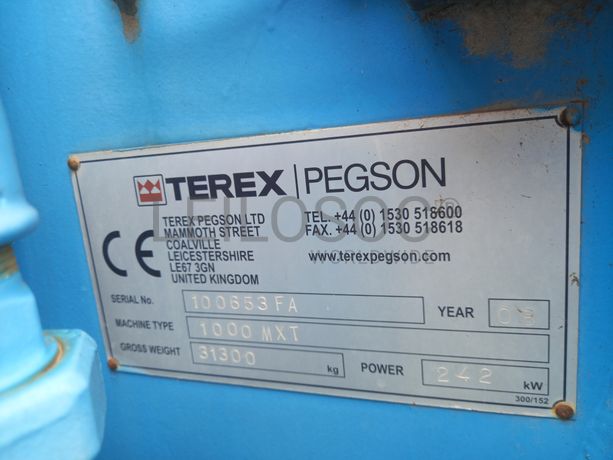 TEREX | PEGSON
TEREX PEGSON LTD
MAMMOTH STREET
COALVILLE
LEICESTERSHIRE
LE67 3GN
UNITED KINGDOM
TEL. +44 (0) 1530 518600
FAX. +44 (0) 1530 518618
www.terexpegson.com
CE
LEILOSOC®
WORLDWIDE
SERIAL No. 100653FA YEAR
MACHINE TYPE 1000 MXT
GROSS WEIGHT 31300 kg POWER 242 kW
300/152